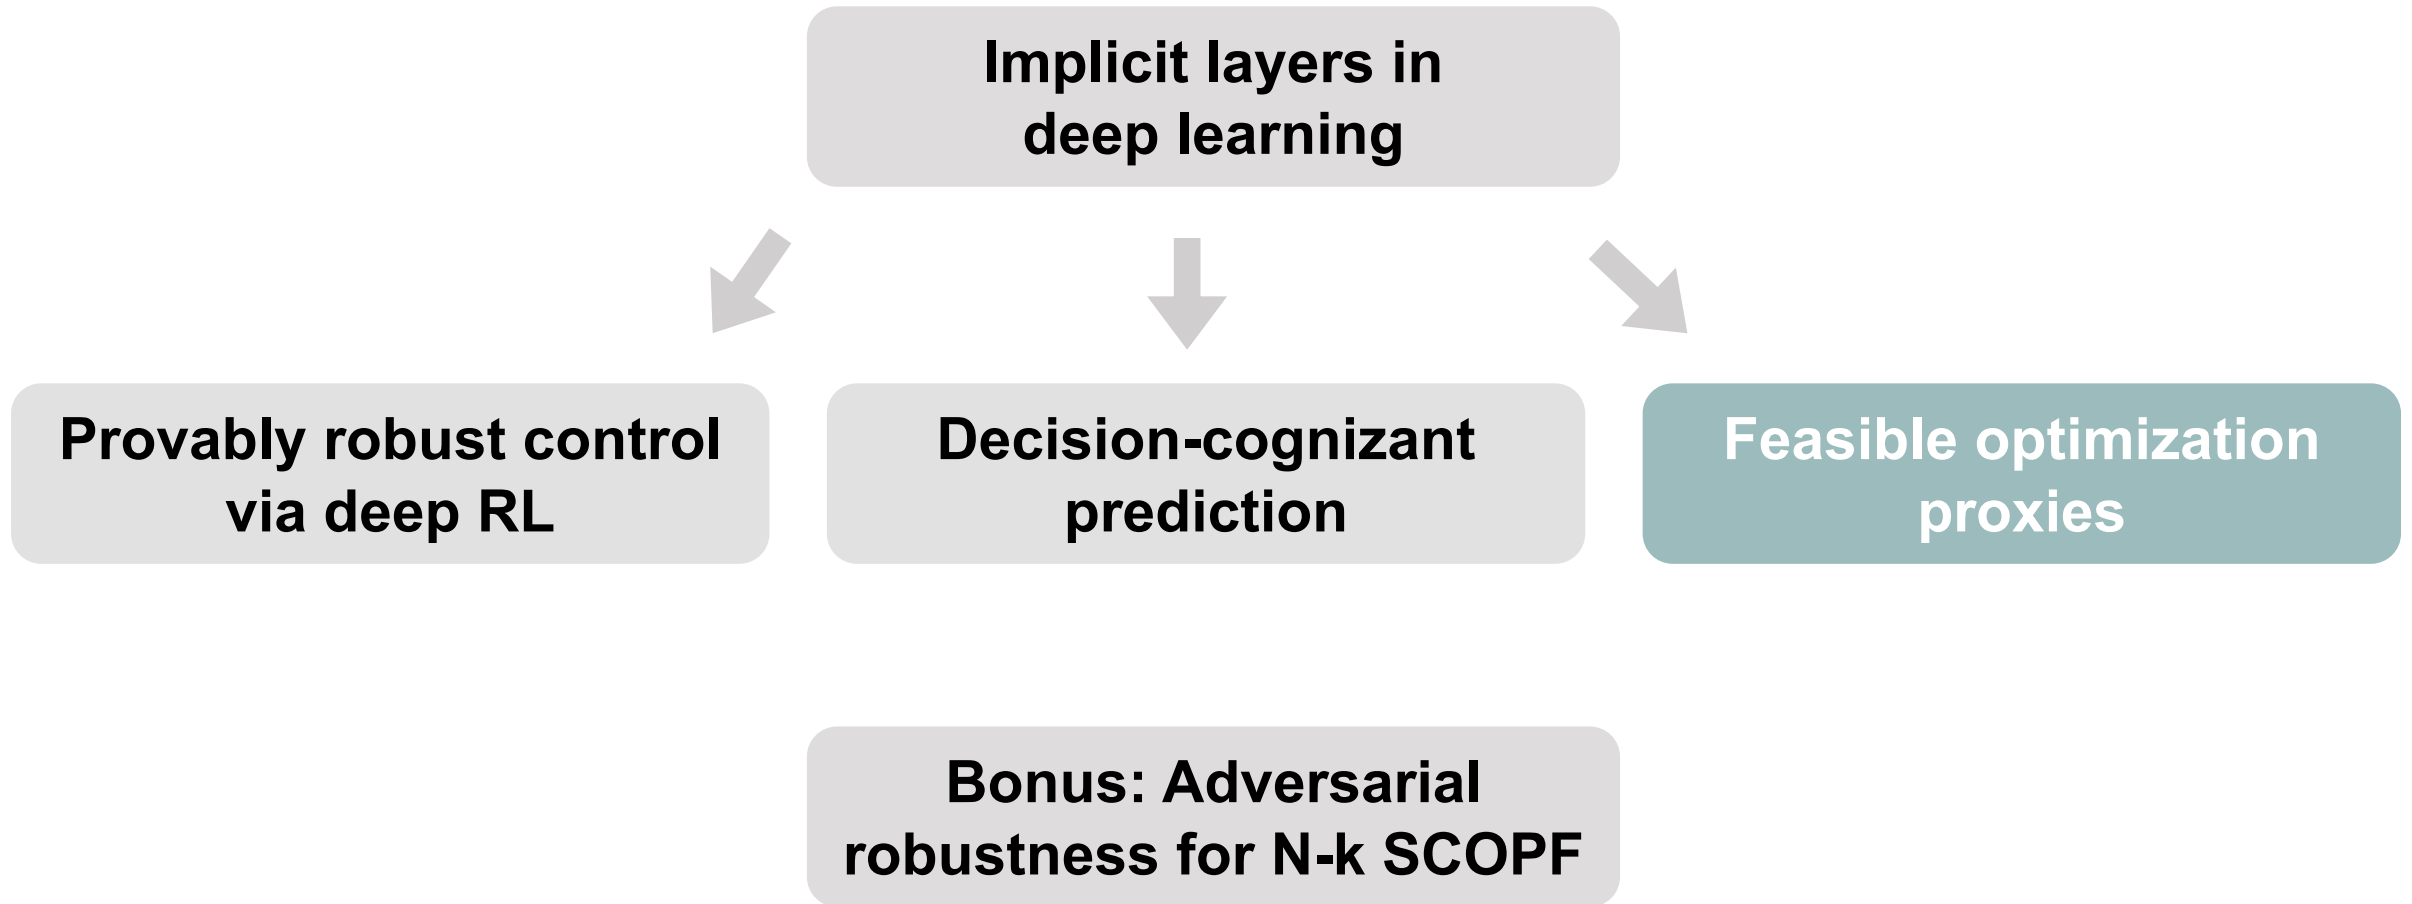 Implicit layers in
deep learning
Provably robust control
via deep RL
Decision-cognizant
prediction
Feasible optimization
proxies
Bonus: Adversarial
robustness for N-k SCOPF